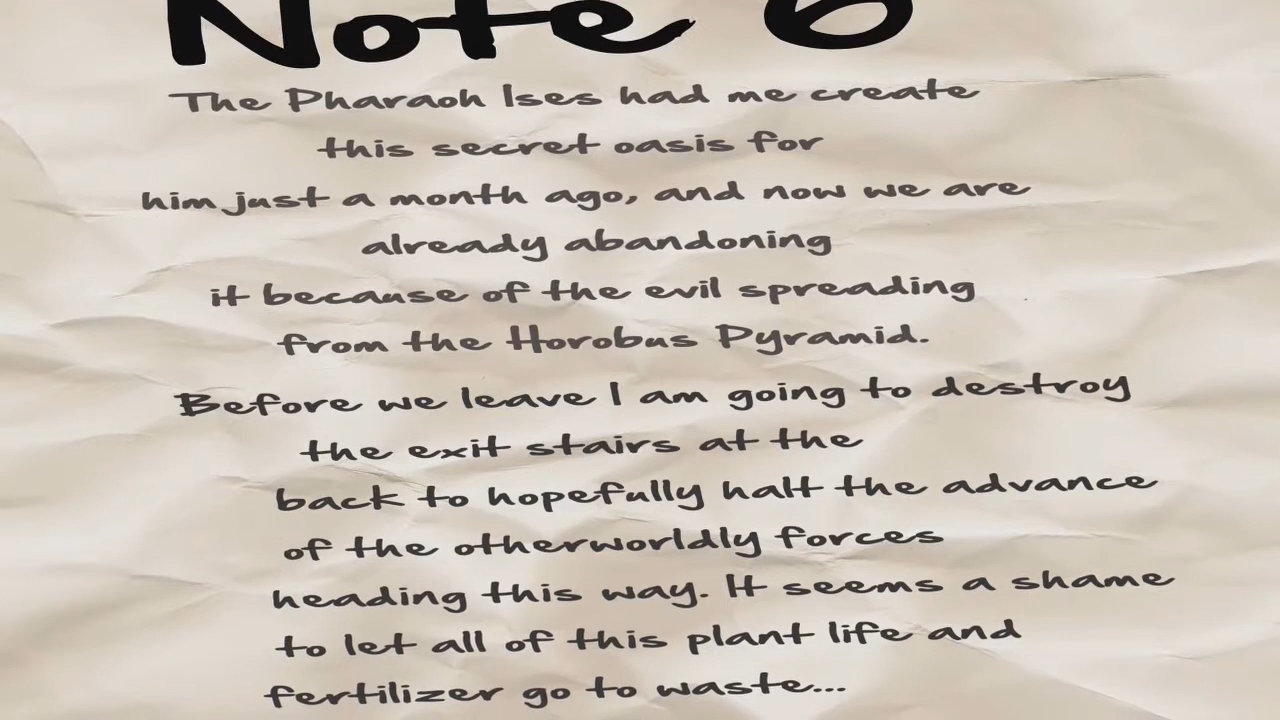 Note 6
The Pharaoh Ises had me create
this secret oasis for
him just a month ago, and now we are
already abandoning
it because of the evil spreading
from the Horobus Pyramid.
Before we leave I am going to destroy
the exit stairs at the
back to hopefully halt the advance
of the otherworldly forces
heading this way. It seems a shame
to let all of this plant life and
fertilizer go to waste...